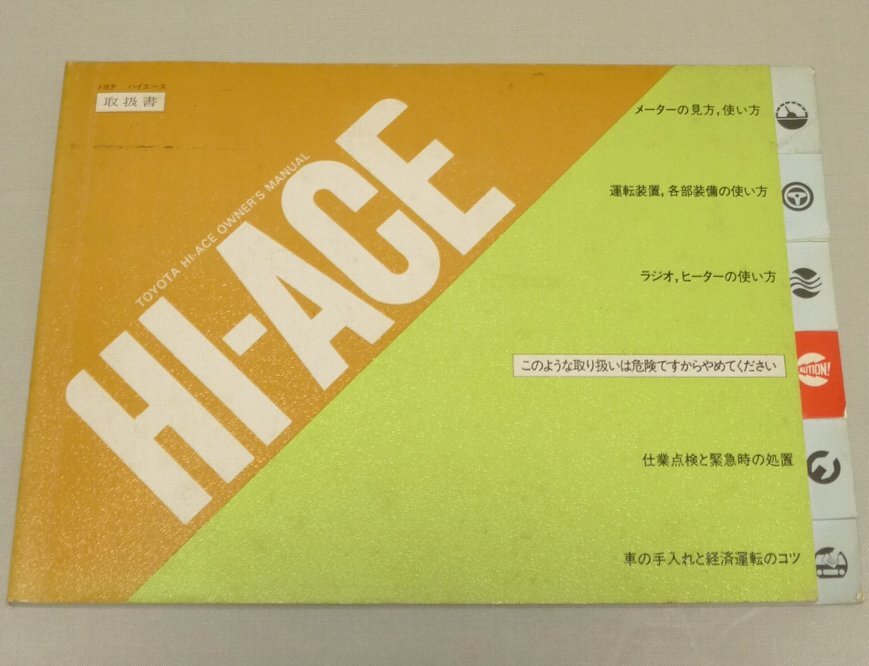 トヨタ ハイエース
取扱書
TOYOTA HI-ACE OWNER'S MANUAL
HI-ACE
メーターの見方,使い方
運転装置,各部装備の使い方
ラジオ,ヒーターの使い方
このような取り扱いは危険ですからやめてください
CAUTION!
仕業点検と緊急時の処置
車の手入れと経済運転のコツ